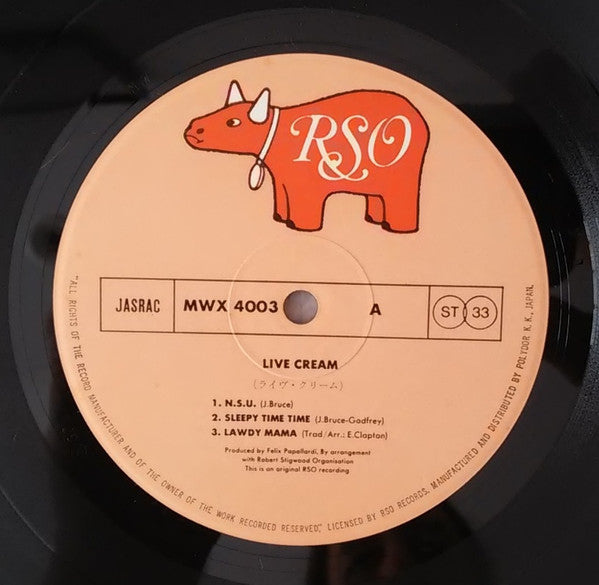 RSO
JASRAC
MWX 4003
A
ST 33
LIVE CREAM
(ライヴ・クリーム)
1. N.S.U. (J.Bruce)
2. SLEEPY TIME TIME (J.Bruce-Godfrey)
3. LAWDY MAMA (Trad/Arr.: E.Clapton)
Produced by Felix Papallardi, By arrangement
with Robert Stigwood Organisation
This is an original RSO recording
"ALL RIGHTS OF THE RECORD MANUFACTURER AND OF THE OWNER OF THE WORK RECORDED RESERVED," LICENSED BY RSO RECORDS, MANUFACTURED AND DISTRIBUTED BY POLYDOR K.K., JAPAN.